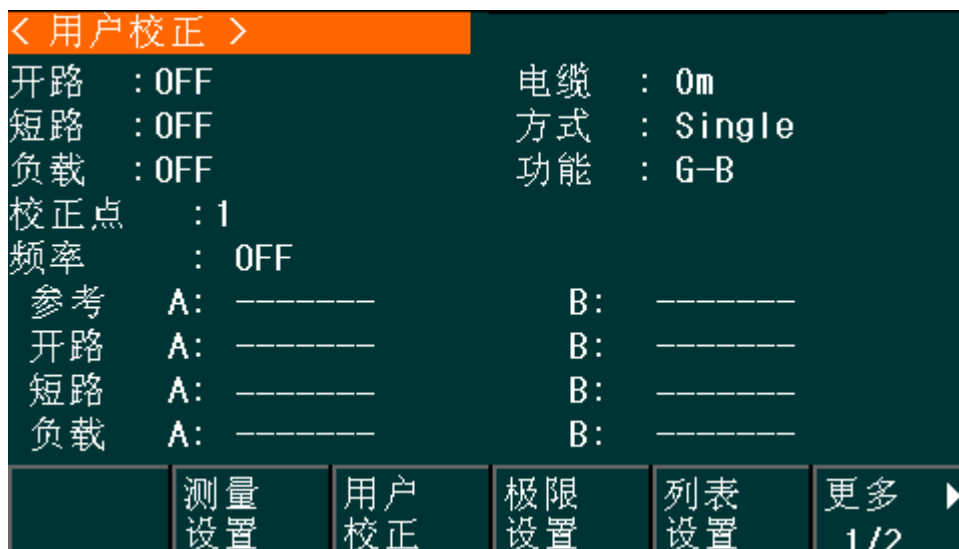 < 用户校正 >
开路 :OFF 电缆 : 0m
短路 :OFF 方式 : Single
负载 :OFF 功能 : G-B
校正点 :1
频率 : OFF
参考 A: ------- B: -------
开路 A: ------- B: -------
短路 A: ------- B: -------
负载 A: ------- B: -------
测量 用户 极限 列表 更多 ▶
设置 校正 设置 设置 1/2